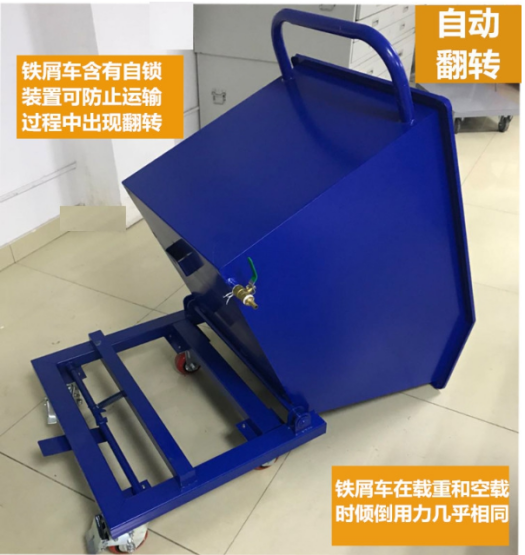 铁屑车含有自锁
装置可防止运输
过程中出现翻转
自动
翻转
铁屑车在载重和空载
时倾倒用力几乎相同